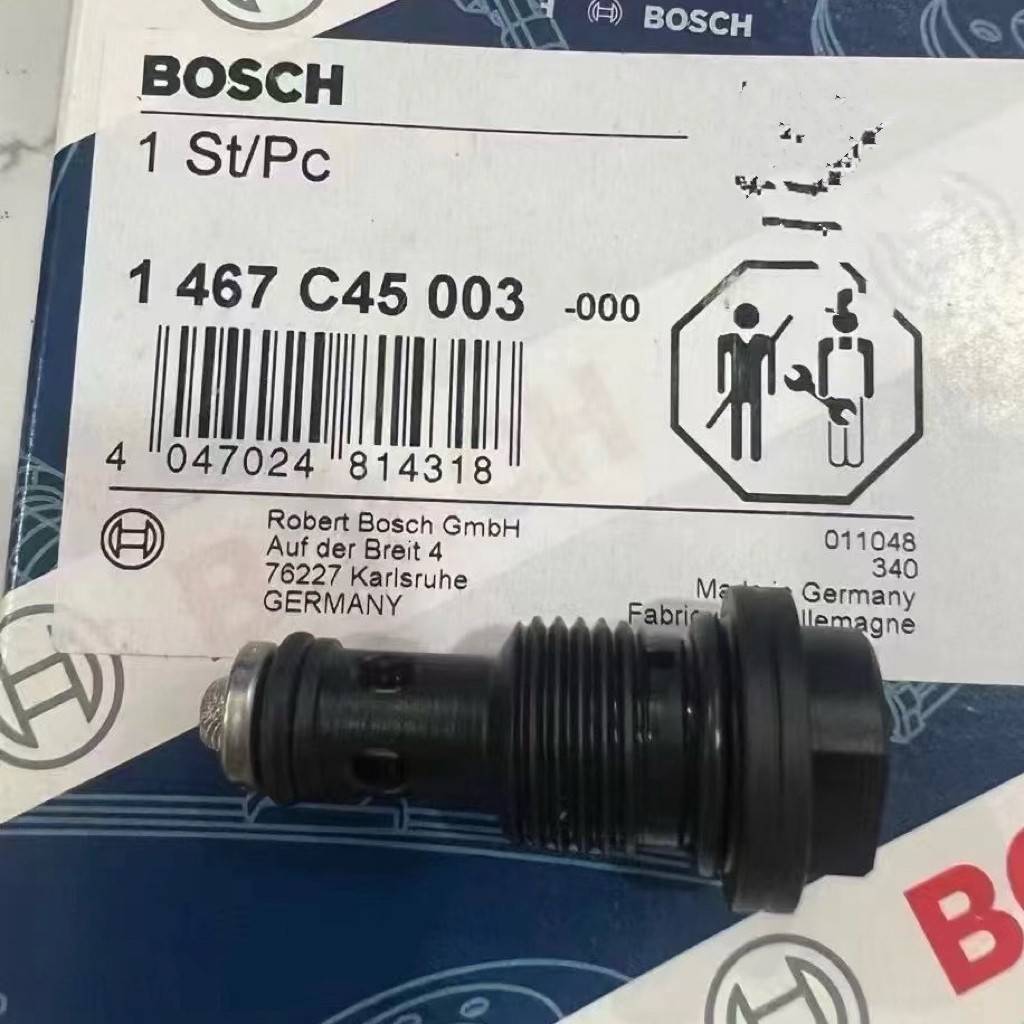 BOSCH
BOSCH
1 St/Pc
1 467 C45 003 -000
4 047024 814318
Robert Bosch GmbH
Auf der Breit 4
76227 Karlsruhe
GERMANY
011048
340
Germany